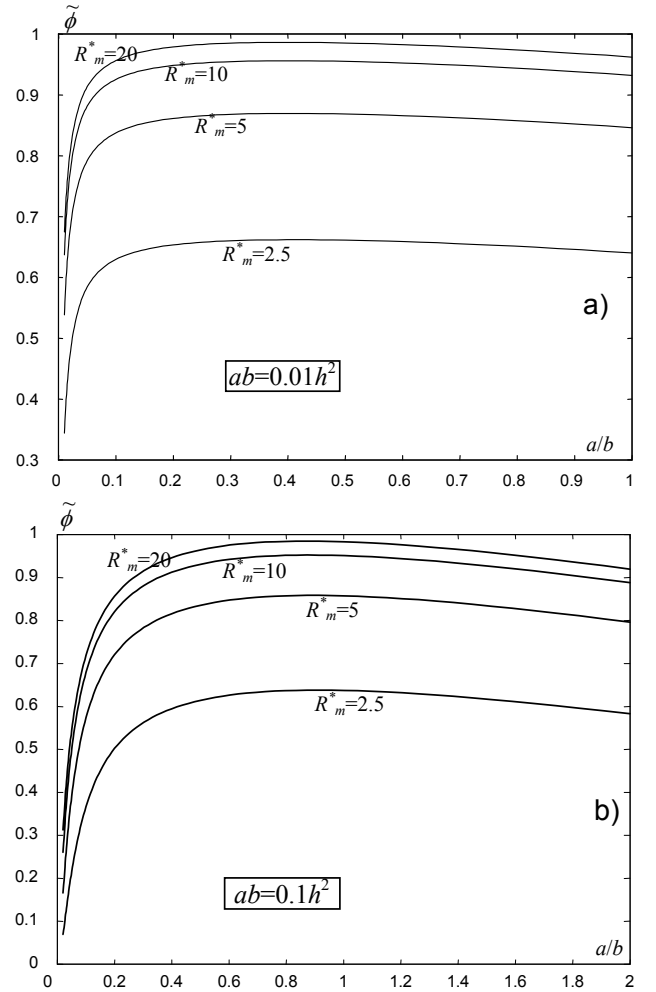 ϕ̃
1
R*m=20
R*m=10
0.9
R*m=5
0.8
0.7
R*m=2.5
0.6
a)
0.5
ab=0.01h²
0.4
a/b
0.3
0 0.1 0.2 0.3 0.4 0.5 0.6 0.7 0.8 0.9 1
ϕ̃
1
R*m=20
R*m=10
0.9
R*m=5
0.8
0.7
R*m=2.5
0.6
0.5
0.4
b)
0.3
0.2
ab=0.1h²
0.1
a/b
0
0 0.2 0.4 0.6 0.8 1 1.2 1.4 1.6 1.8 2